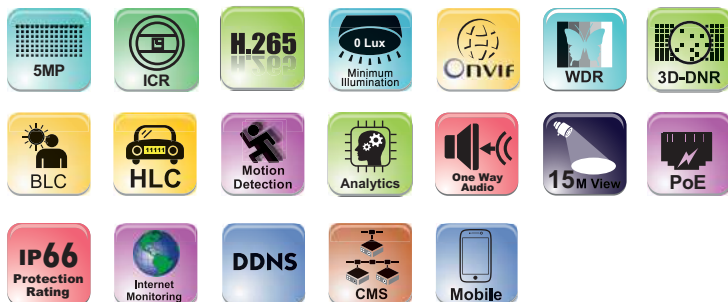 5MP
ICR
H.265
0 Lux
Minimum
Illumination
ONVIF
WDR
3D-DNR
BLC
HLC
Motion
Detection
Analytics
One Way
Audio
15M View
PoE
IP66
Protection
Rating
Internet
Monitoring
DDNS
CMS
Mobile